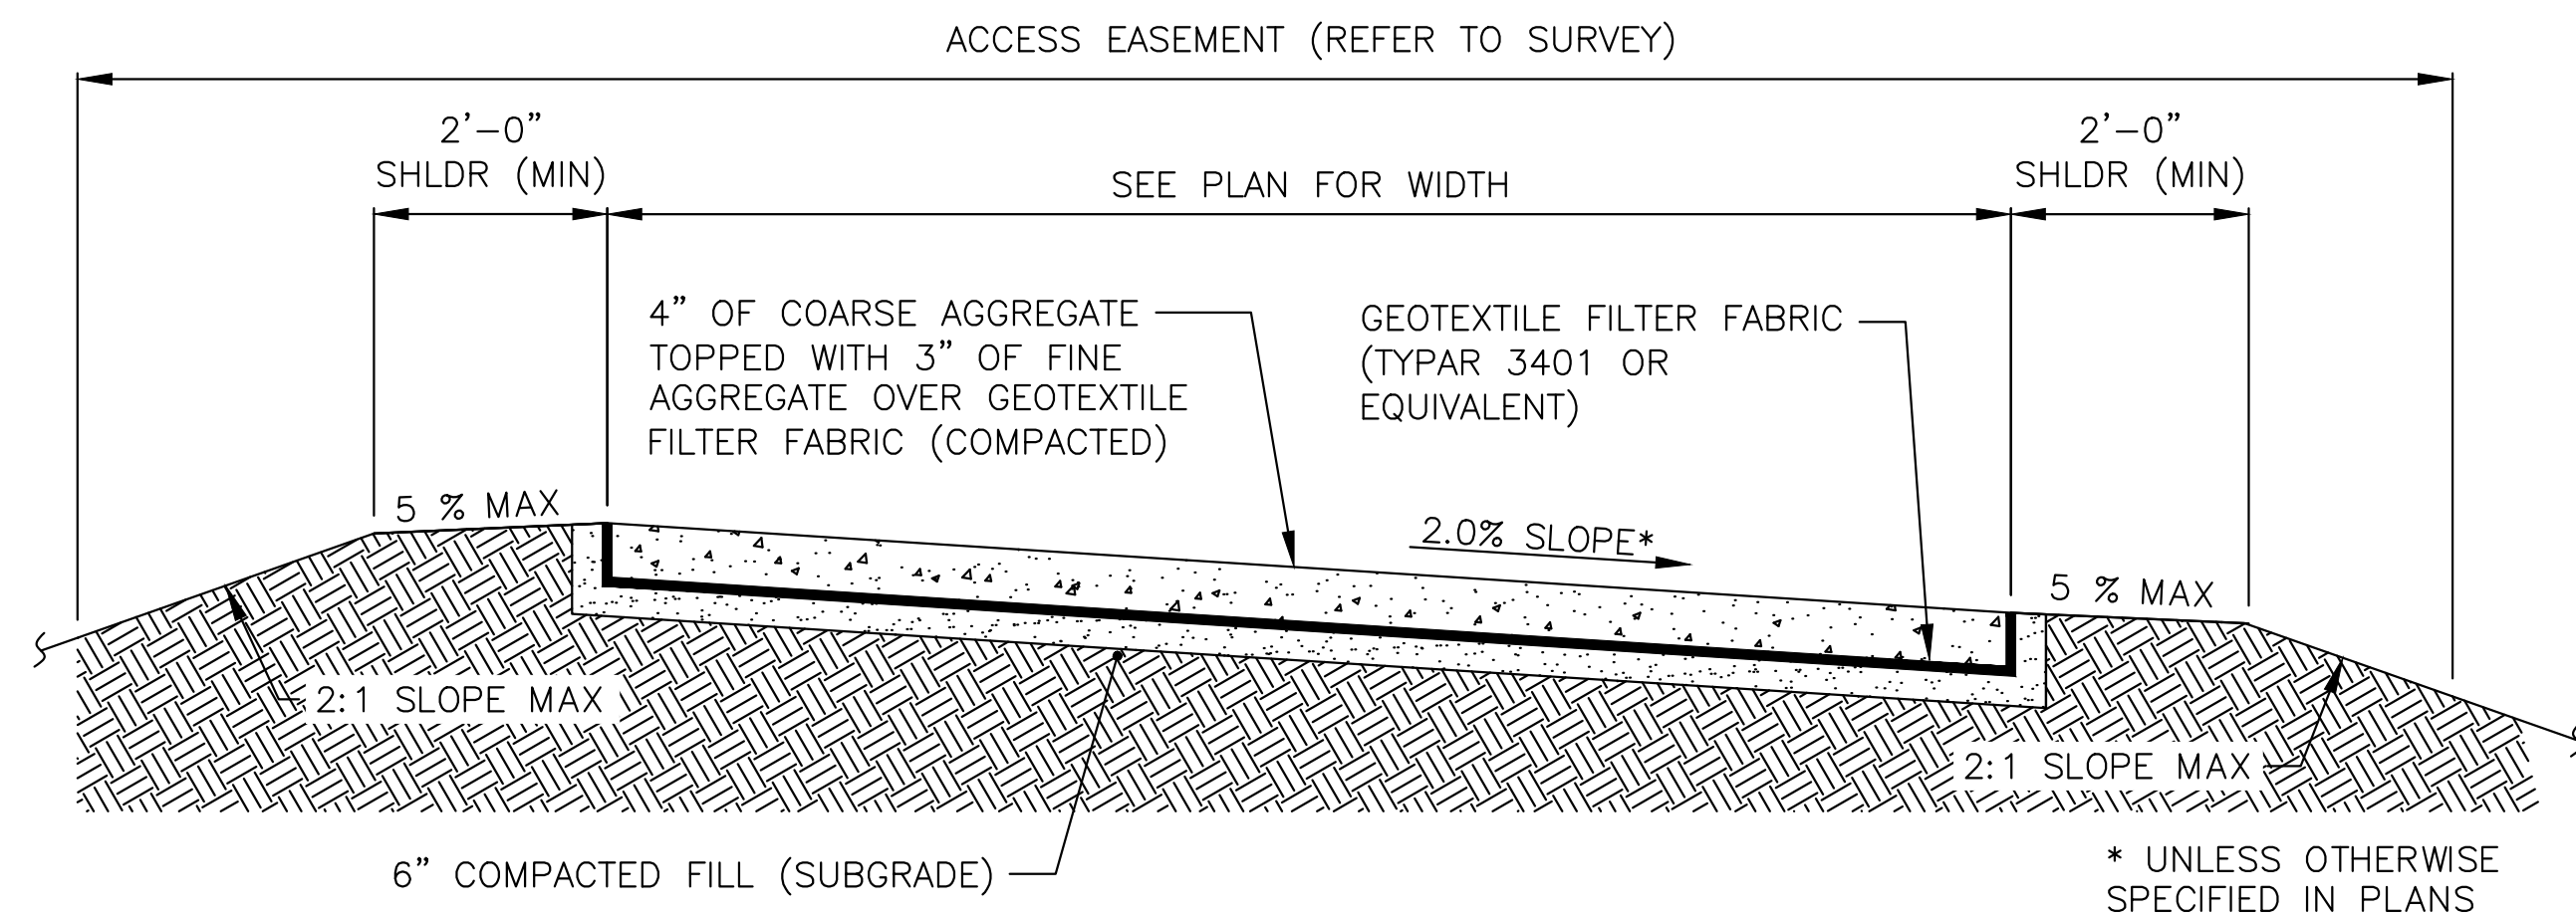 ACCESS EASEMENT (REFER TO SURVEY)
2'-0"
SHLDR (MIN)
SEE PLAN FOR WIDTH
2'-0"
SHLDR (MIN)
4" OF COARSE AGGREGATE
TOPPED WITH 3" OF FINE
AGGREGATE OVER GEOTEXTILE
FILTER FABRIC (COMPACTED)
GEOTEXTILE FILTER FABRIC
(TYPAR 3401 OR
EQUIVALENT)
5 % MAX
2.0% SLOPE*
5 % MAX
2:1 SLOPE MAX
2:1 SLOPE MAX
6" COMPACTED FILL (SUBGRADE)
* UNLESS OTHERWISE
SPECIFIED IN PLANS